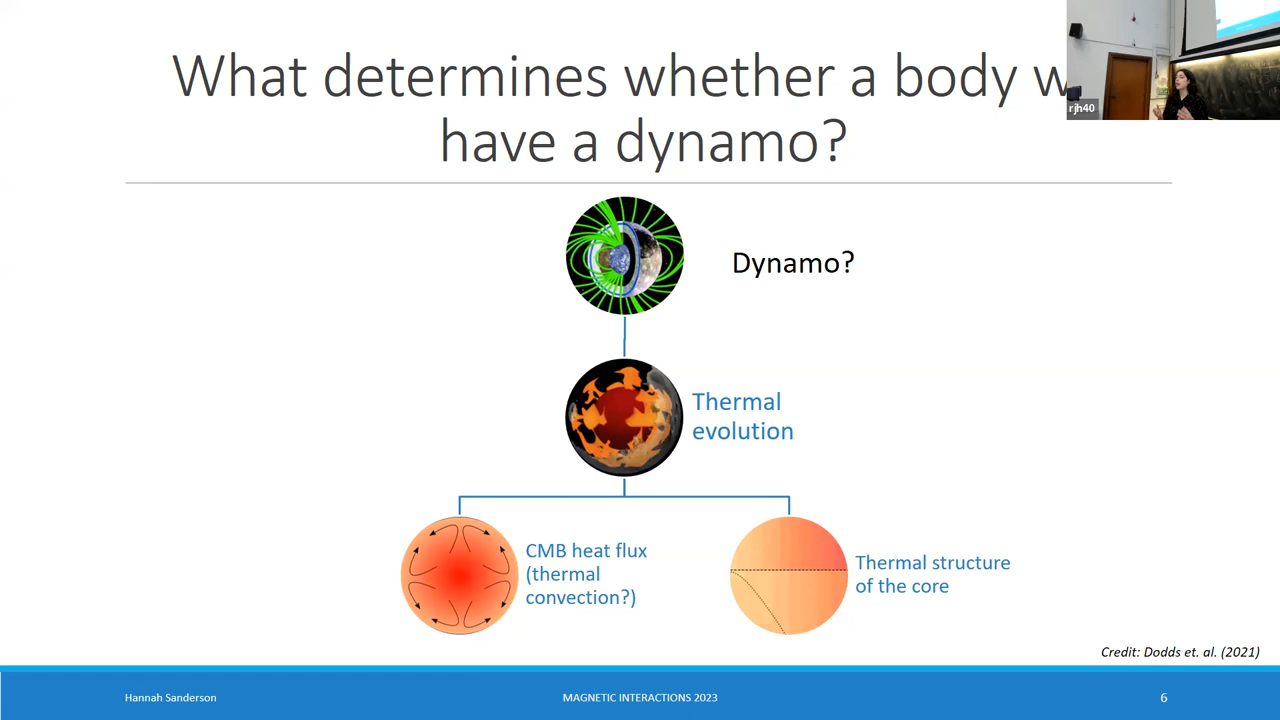 What determines whether a body w
have a dynamo?
rjh40
Dynamo?
Thermal
evolution
CMB heat flux
(thermal
convection?)
Thermal structure
of the core
Credit: Dodds et. al. (2021)
Hannah Sanderson
MAGNETIC INTERACTIONS 2023
6